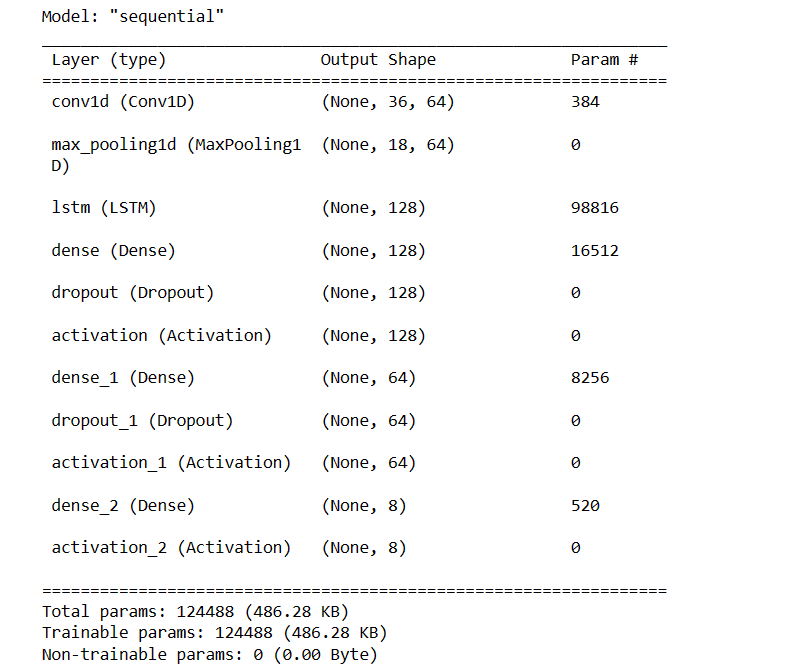 Model: "sequential"
_________________________________________________________________
Layer (type) Output Shape Param #
=================================================================
conv1d (Conv1D) (None, 36, 64) 384
max_pooling1d (MaxPooling1 (None, 18, 64) 0
D)
lstm (LSTM) (None, 128) 98816
dense (Dense) (None, 128) 16512
dropout (Dropout) (None, 128) 0
activation (Activation) (None, 128) 0
dense_1 (Dense) (None, 64) 8256
dropout_1 (Dropout) (None, 64) 0
activation_1 (Activation) (None, 64) 0
dense_2 (Dense) (None, 8) 520
activation_2 (Activation) (None, 8) 0
=================================================================
Total params: 124488 (486.28 KB)
Trainable params: 124488 (486.28 KB)
Non-trainable params: 0 (0.00 Byte)